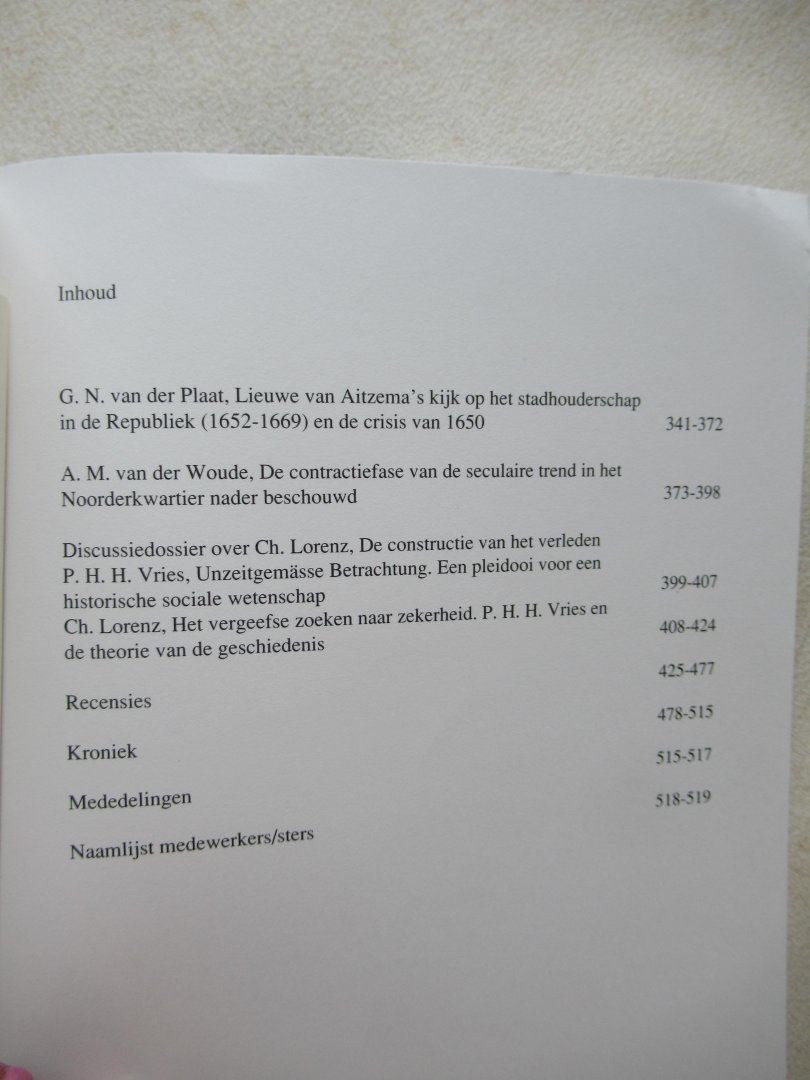 Inhoud
G. N. van der Plaat, Lieuwe van Aitzema's kijk op het stadhouderschap
in de Republiek (1652-1669) en de crisis van 1650 341-372
A. M. van der Woude, De contractiefase van de seculaire trend in het
Noorderkwartier nader beschouwd 373-398
Discussiedossier over Ch. Lorenz, De constructie van het verleden
P. H. H. Vries, Unzeitgemässe Betrachtung. Een pleidooi voor een
historische sociale wetenschap 399-407
Ch. Lorenz, Het vergeefse zoeken naar zekerheid. P. H. H. Vries en
de theorie van de geschiedenis 408-424
Recensies 425-477
Kroniek 478-515
Mededelingen 515-517
Naamlijst medewerkers/sters 518-519